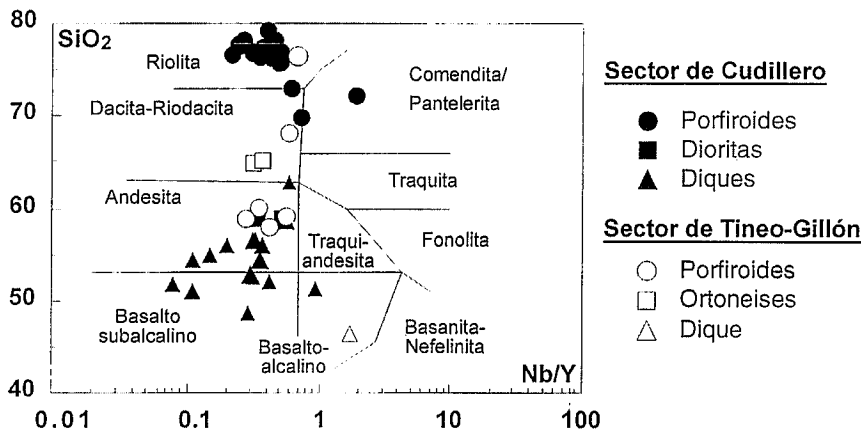 80
SiO2
Riolita
Comendita/
Pantelerita
70
Dacita-Riodacita
Traquita
Andesita
60
Fonolita
Traqui-
andesita
50
Basalto
subalcalino
Basalto-
alcalino
Basanita-
Nefelinita
40
Nb/Y
0.01
0.1
1
10
100
Sector de Cudillero
Porfiroides
Dioritas
Diques
Sector de Tineo-Gillón
Porfiroides
Ortoneises
Dique